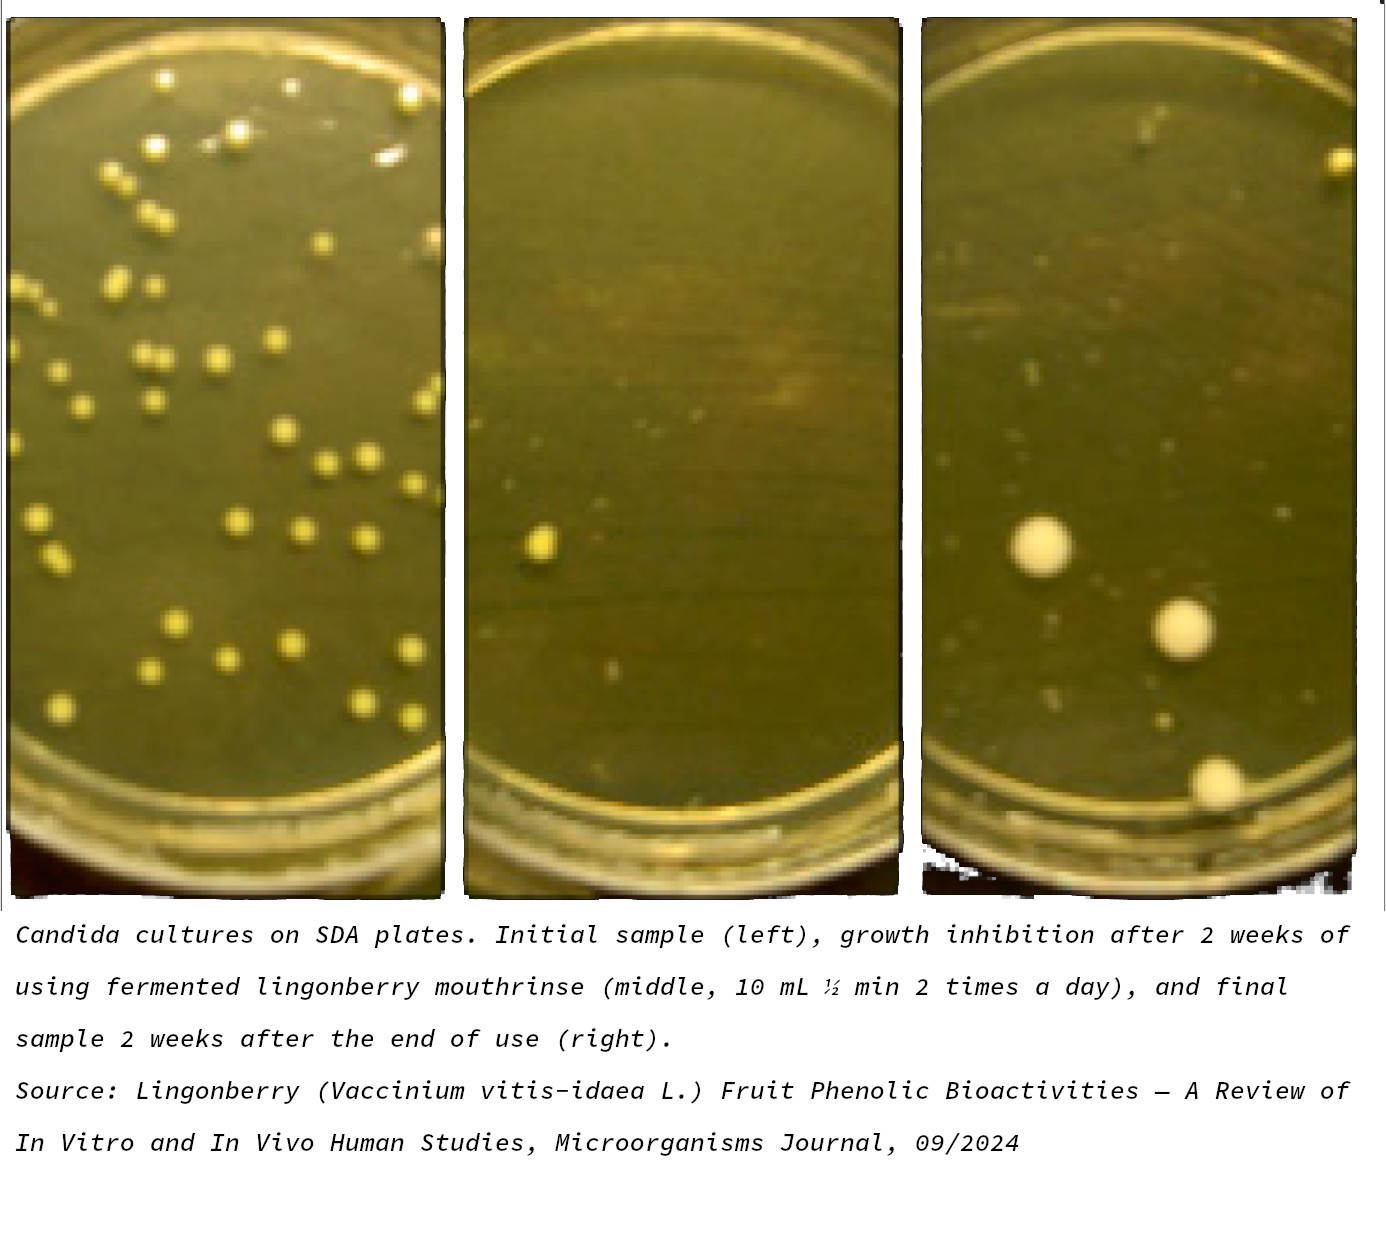 Candida cultures on SDA plates. Initial sample (left), growth inhibition after 2 weeks of
using fermented lingonberry mouthrinse (middle, 10 mL ½ min 2 times a day), and final
sample 2 weeks after the end of use (right).
Source: Lingonberry (Vaccinium vitis-idaea L.) Fruit Phenolic Bioactivities — A Review of
In Vitro and In Vivo Human Studies, Microorganisms Journal, 09/2024